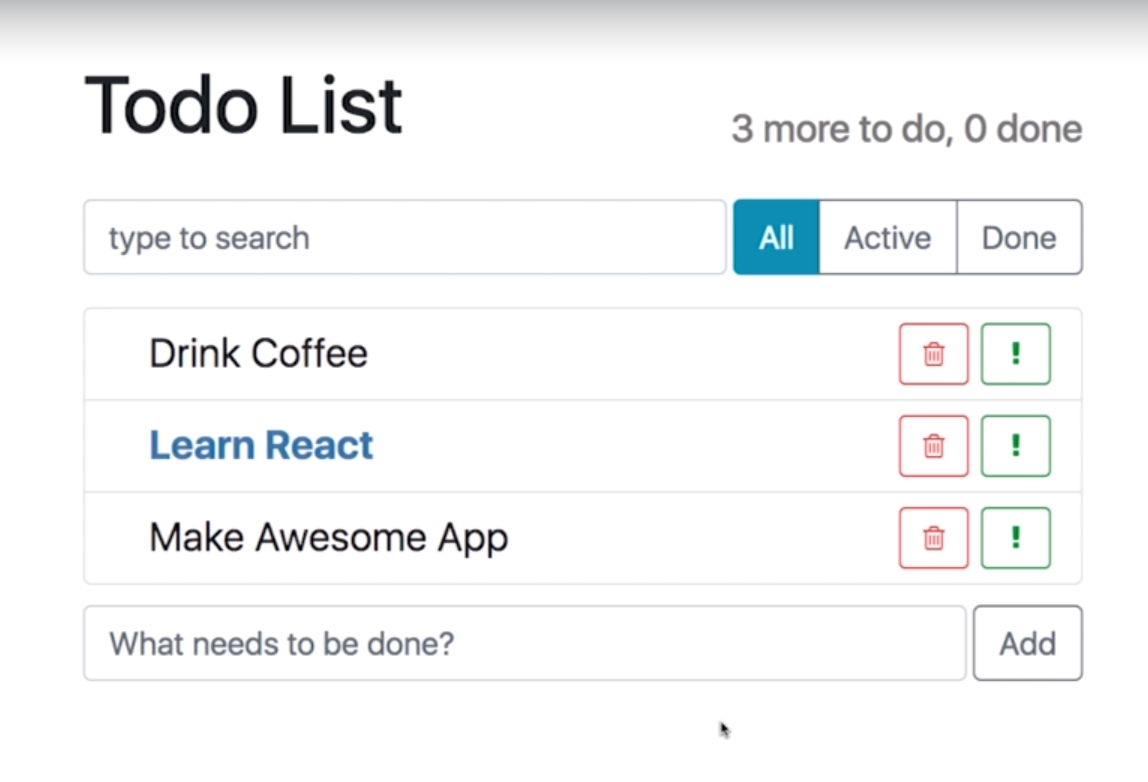 Todo List
3 more to do, 0 done
type to search
All
Active
Done
Drink Coffee
!
Learn React
!
Make Awesome App
!
What needs to be done?
Add